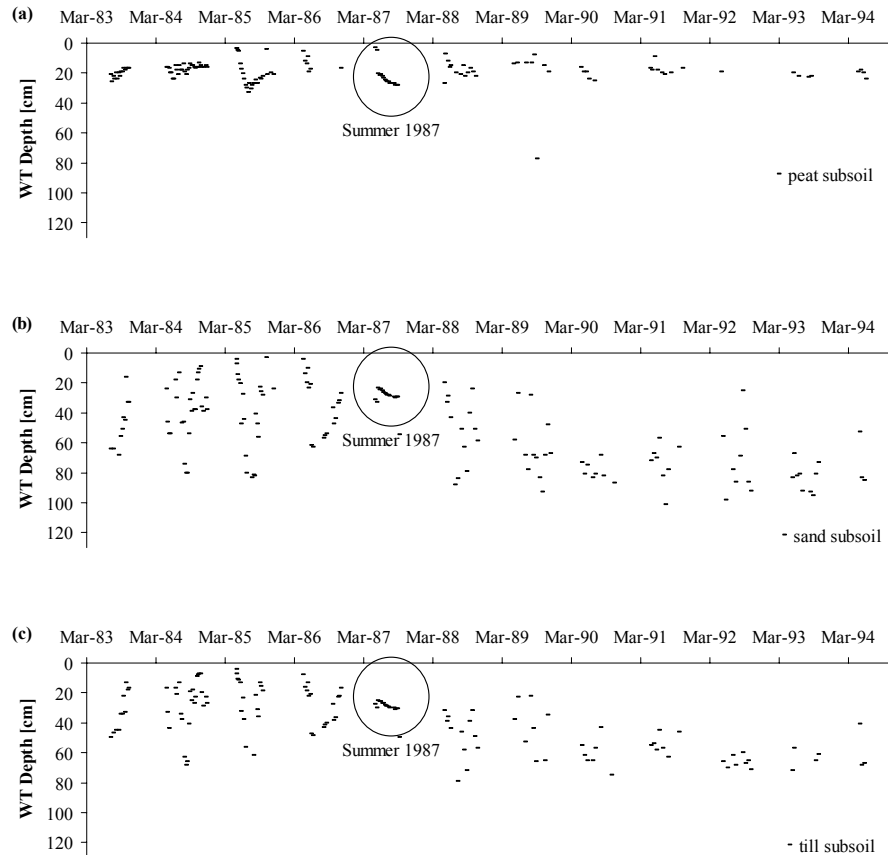 (a)
Mar-83 Mar-84 Mar-85 Mar-86 Mar-87 Mar-88 Mar-89 Mar-90 Mar-91 Mar-92 Mar-93 Mar-94
0
20
40
60
80
100
120
WT Depth [cm]
Summer 1987
peat subsoil
(b)
Mar-83 Mar-84 Mar-85 Mar-86 Mar-87 Mar-88 Mar-89 Mar-90 Mar-91 Mar-92 Mar-93 Mar-94
0
20
40
60
80
100
120
WT Depth [cm]
Summer 1987
sand subsoil
(c)
Mar-83 Mar-84 Mar-85 Mar-86 Mar-87 Mar-88 Mar-89 Mar-90 Mar-91 Mar-92 Mar-93 Mar-94
0
20
40
60
80
100
120
WT Depth [cm]
Summer 1987
till subsoil